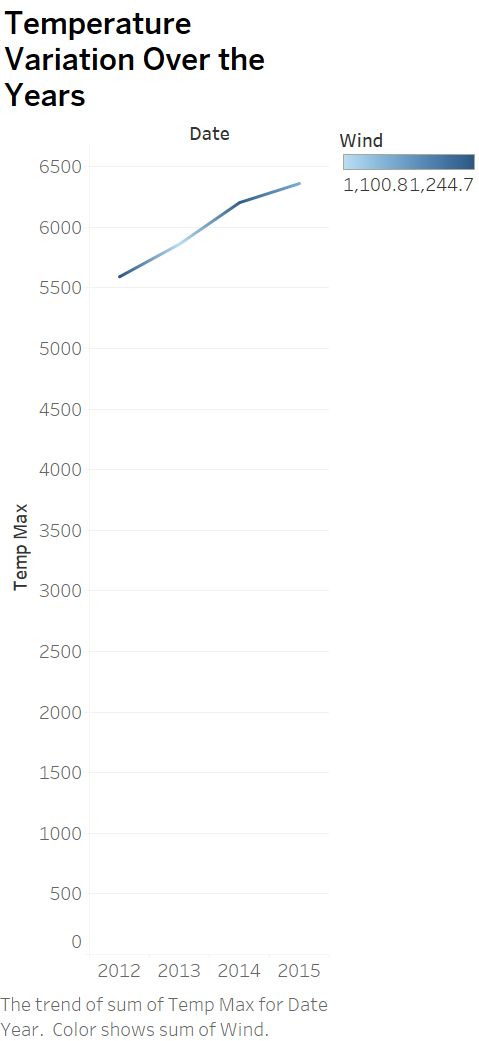 Temperature
Variation Over the
Years
Date
Wind
1,100.81,244.7
6500
6000
5500
5000
4500
4000
3500
3000
2500
2000
1500
1000
500
0
Temp Max
2012 2013 2014 2015
The trend of sum of Temp Max for Date
Year. Color shows sum of Wind.